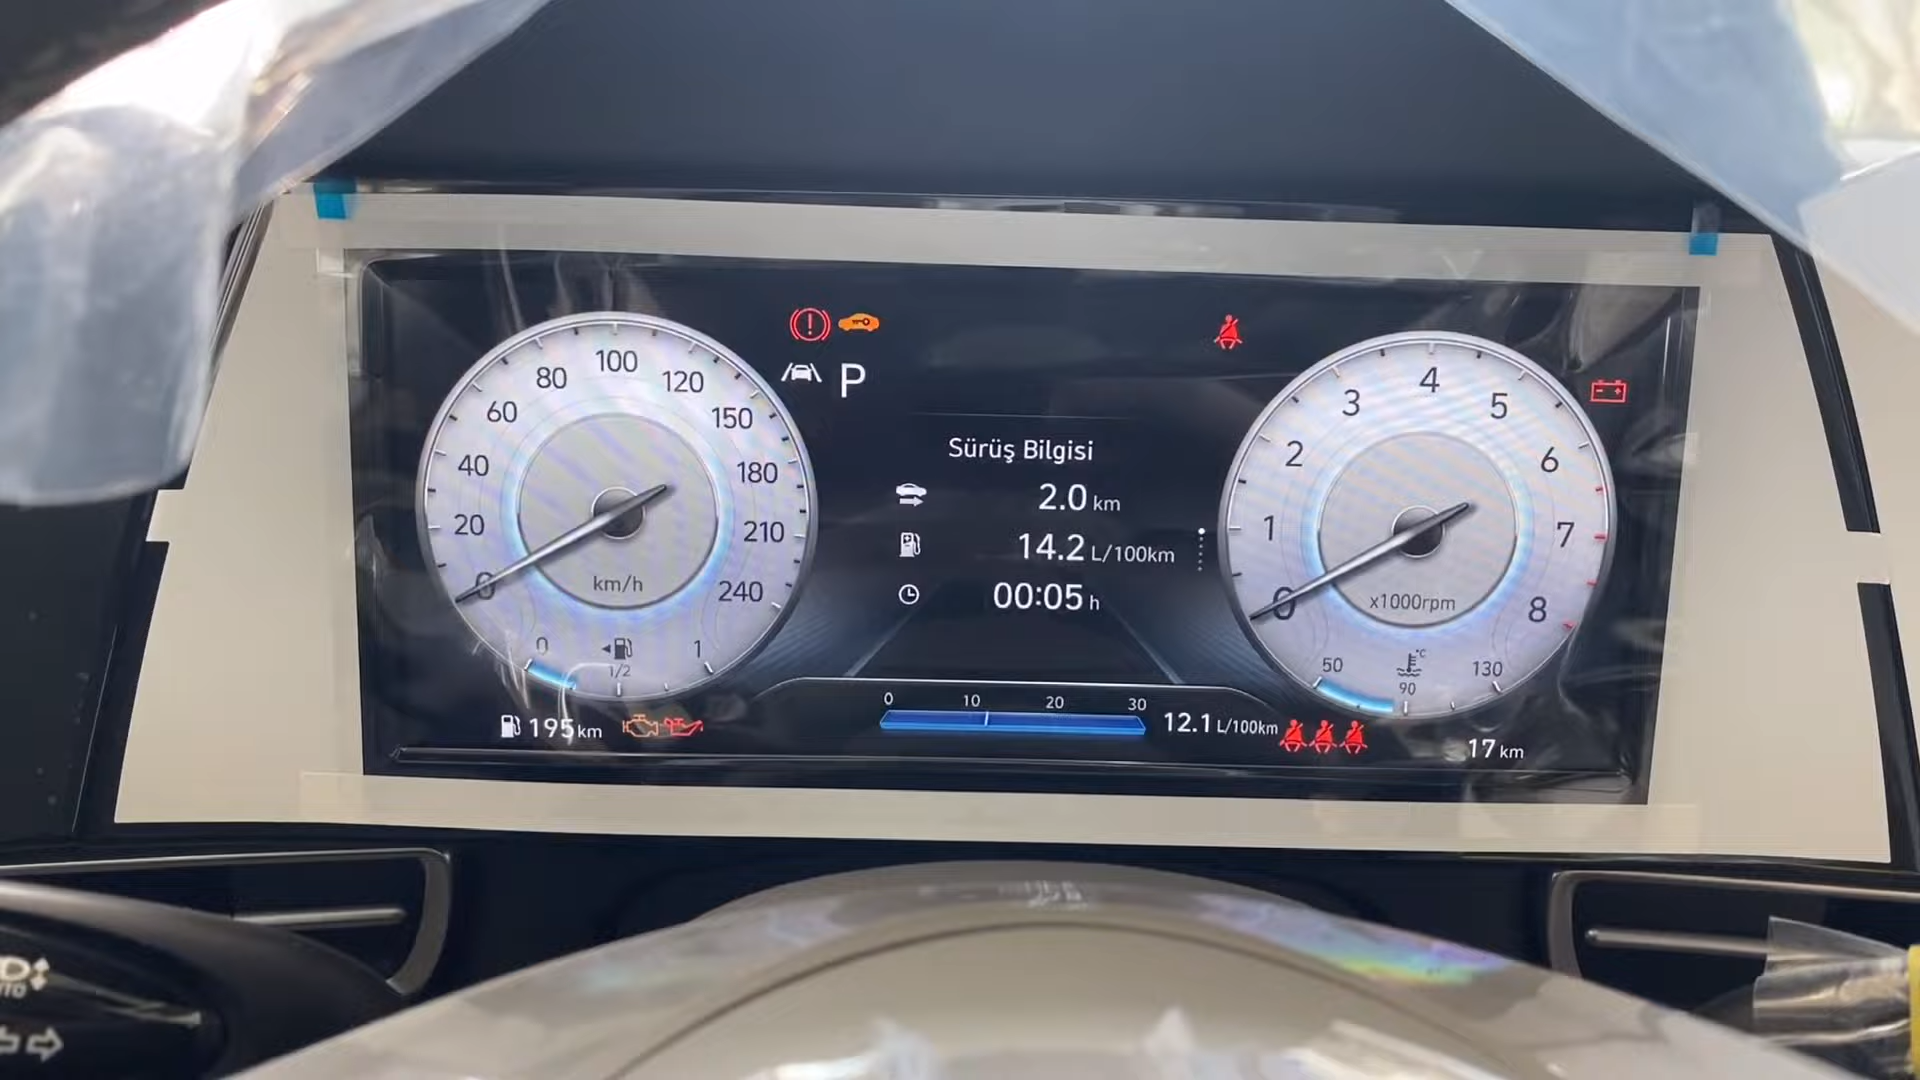 100
80
120
60
150
40
180
20
210
0
km/h
240
0
1
1/2
195 km
P
Sürüş Bilgisi
2.0 km
14.2 L/100km
00:05 h
0 10 20 30
12.1 L/100km
4
3
5
2
6
1
7
0
x1000rpm
8
50
°C
130
90
17 km